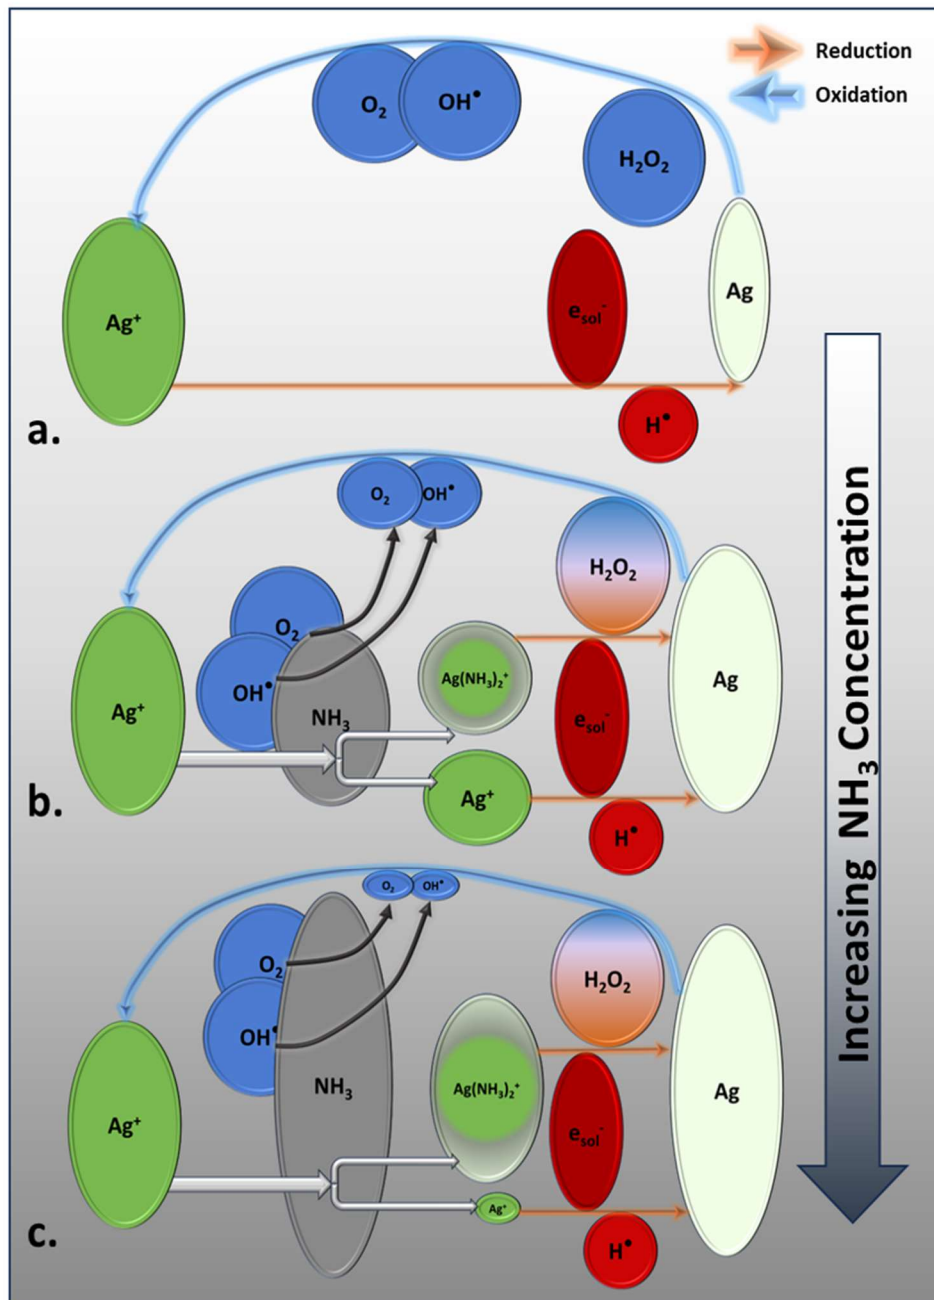 Reduction
Oxidation
O₂
OH•
H₂O₂
Ag⁺
eₛₒₗ⁻
Ag
H•
a.
O₂
OH•
H₂O₂
O₂
OH•
NH₃
Ag⁺
Ag(NH₃)₂⁺
eₛₒₗ⁻
Ag
Ag⁺
H•
b.
O₂
OH•
H₂O₂
O₂
OH•
NH₃
Ag⁺
Ag(NH₃)₂⁺
eₛₒₗ⁻
Ag
Ag⁺
H•
c.
Increasing NH₃ Concentration